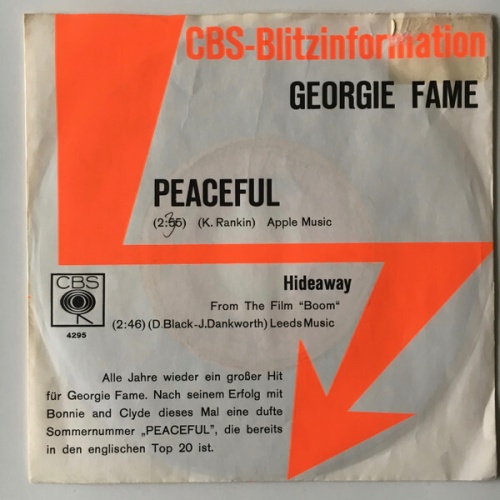 CBS-Blitzinformation
GEORGIE FAME
PEACEFUL
(2:35) (K. Rankin) Apple Music
Hideaway
From The Film "Boom"
(2:46) (D. Black-J. Dankworth) Leeds Music
CBS
4295
Alle Jahre wieder ein großer Hit
für Georgie Fame. Nach seinem Erfolg mit
Bonnie and Clyde dieses Mal eine dufte
Sommernummer „PEACEFUL", die bereits
in den englischen Top 20 ist.